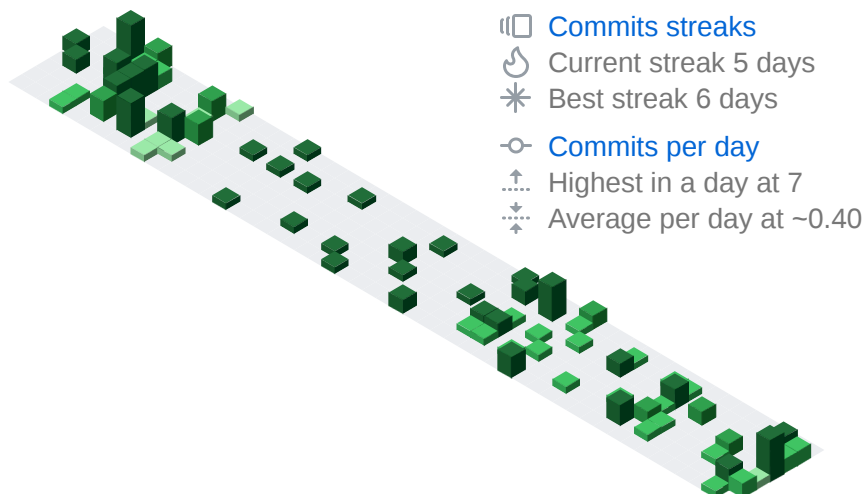 Commits streaks
Current streak 5 days
Best streak 6 days
Commits per day
Highest in a day at 7
Average per day at ~0.40